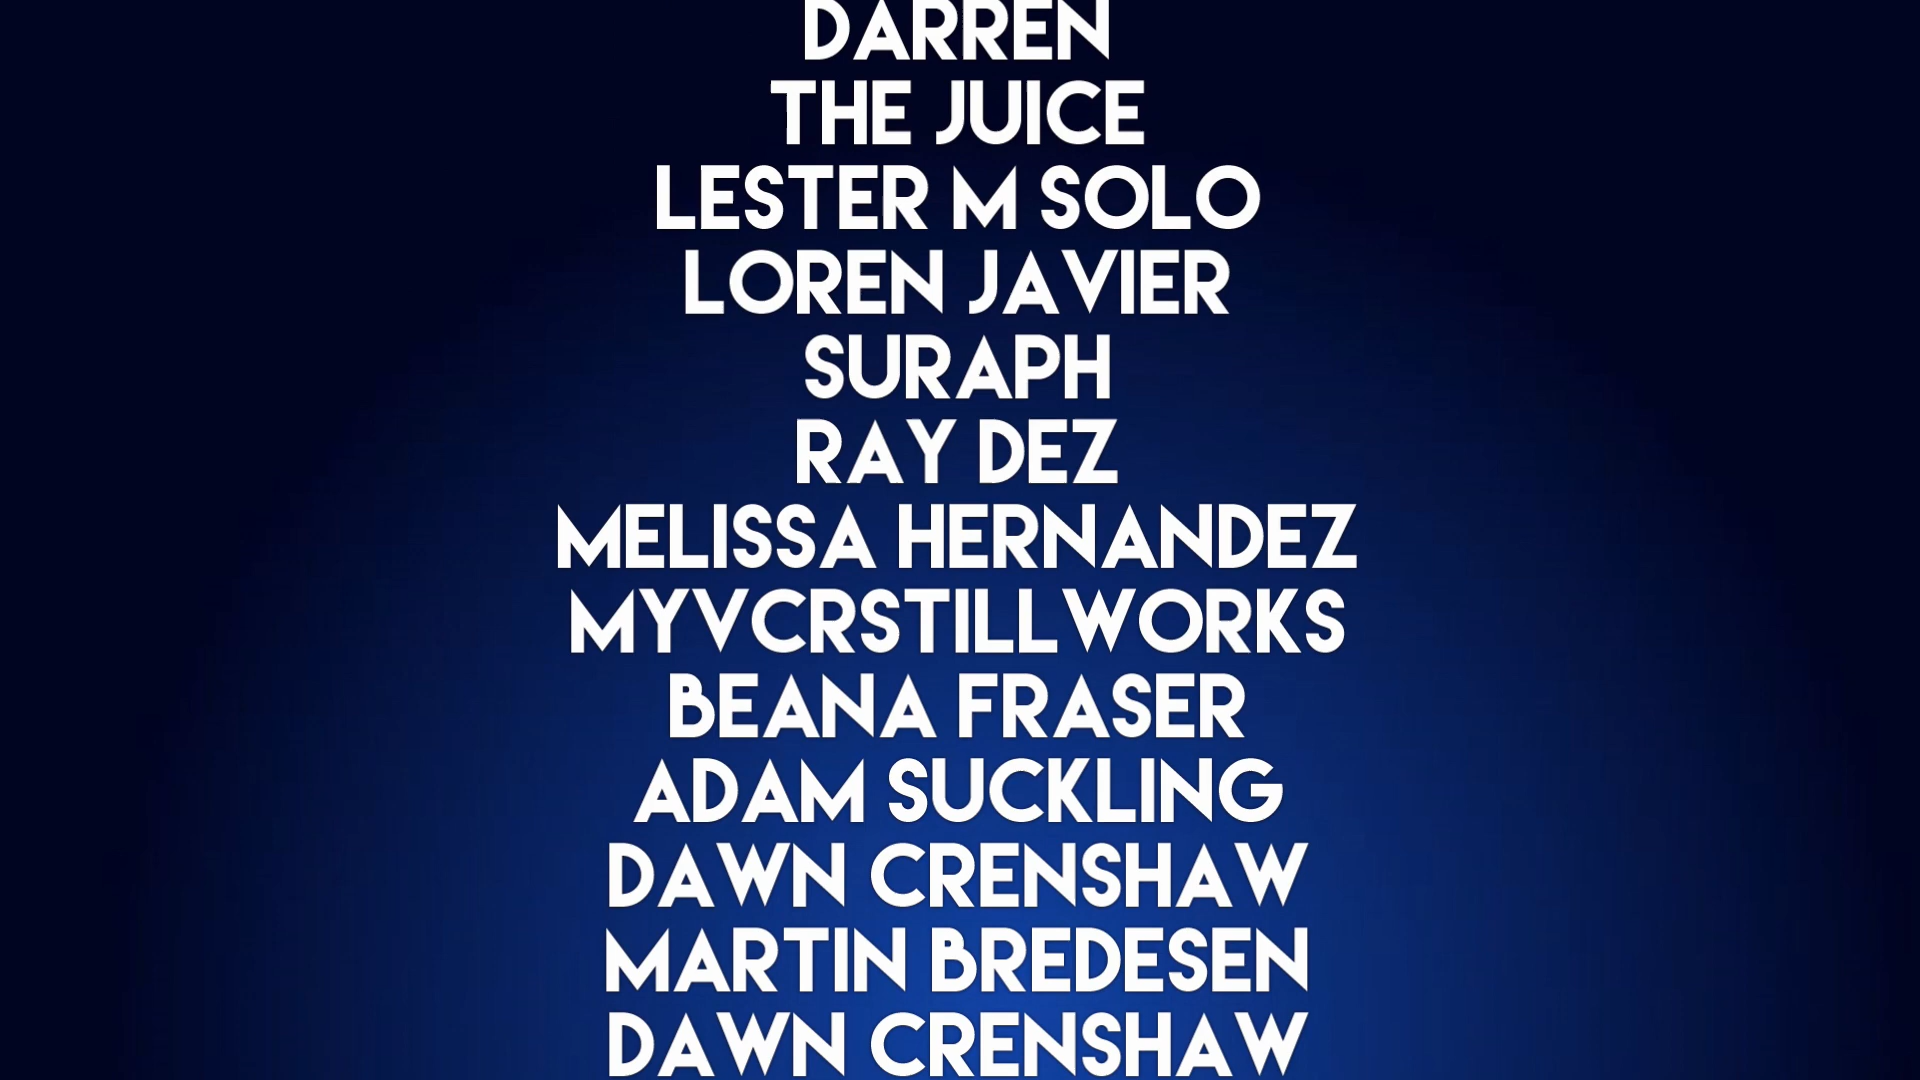 DARREN
THE JUICE
LESTER M SOLO
LOREN JAVIER
SURAPH
RAY DEZ
MELISSA HERNANDEZ
MYVCRSTILLWORKS
BEANA FRASER
ADAM SUCKLING
DAWN CRENSHAW
MARTIN BREDESEN
DAWN CRENSHAW